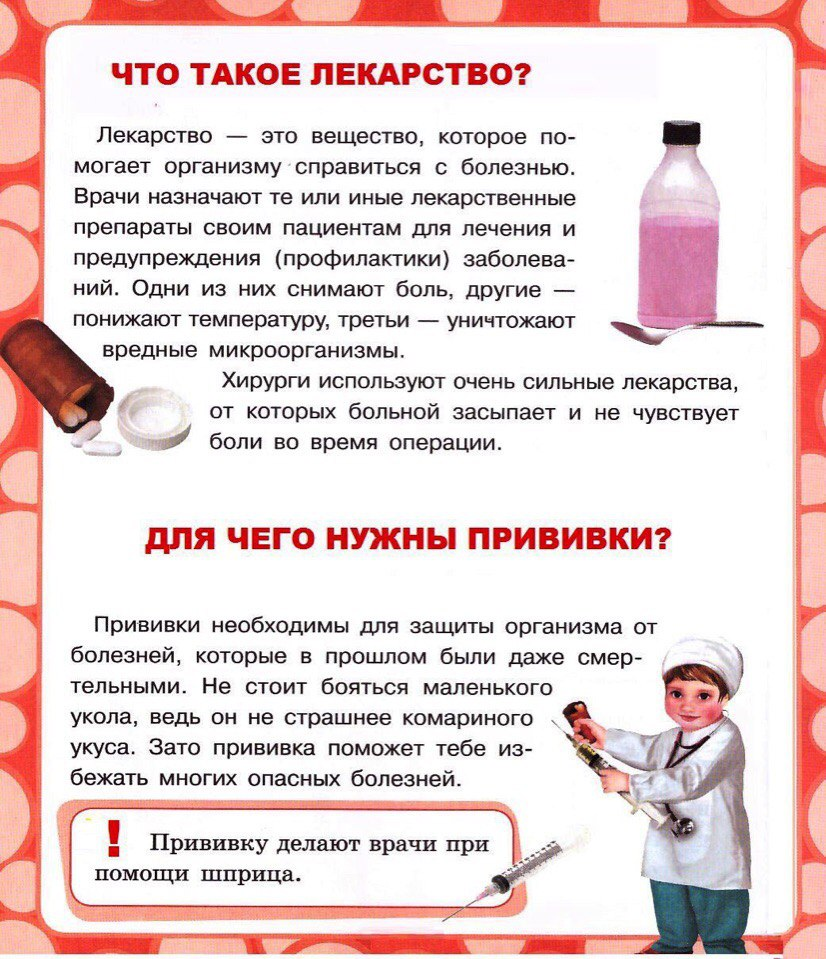 ЧТО ТАКОЕ ЛЕКАРСТВО?
Лекарство — это вещество, которое по-
могает организму справиться с болезнью.
Врачи назначают те или иные лекарственные
препараты своим пациентам для лечения и
предупреждения (профилактики) заболева-
ний. Одни из них снимают боль, другие —
понижают температуру, третьи — уничтожают
вредные микроорганизмы.
Хирурги используют очень сильные лекарства,
от которых больной засыпает и не чувствует
боли во время операции.
ДЛЯ ЧЕГО НУЖНЫ ПРИВИВКИ?
Прививки необходимы для защиты организма от
болезней, которые в прошлом были даже смер-
тельными. Не стоит бояться маленького
укола, ведь он не страшнее комариного
укуса. Зато прививка поможет тебе из-
бежать многих опасных болезней.
! Прививку делают врачи при
помощи шприца.